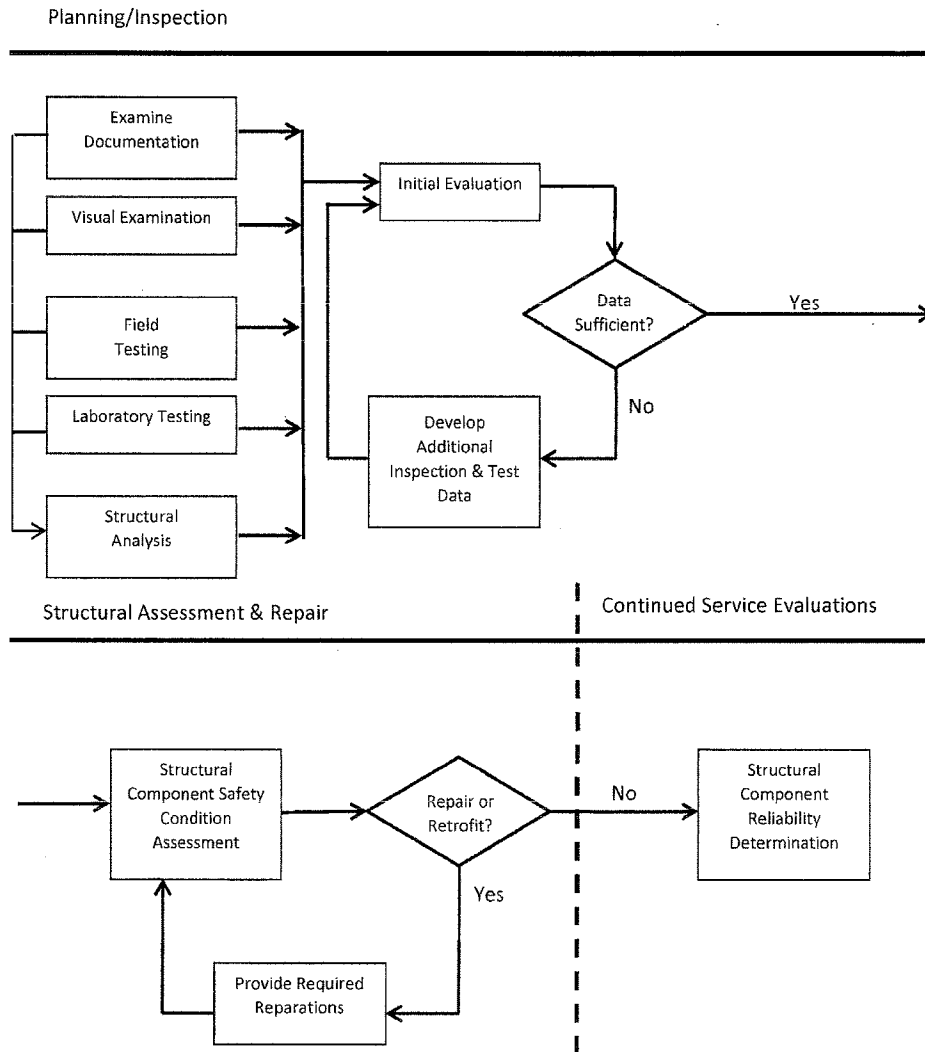 Planning/Inspection
Examine
Documentation
Visual Examination
Field
Testing
Laboratory Testing
Structural
Analysis
Initial Evaluation
Data
Sufficient?
Yes
No
Develop
Additional
Inspection & Test
Data
Structural Assessment & Repair
Continued Service Evaluations
Structural
Component Safety
Condition
Assessment
Repair or
Retrofit?
No
Yes
Structural
Component
Reliability
Determination
Provide Required
Reparations